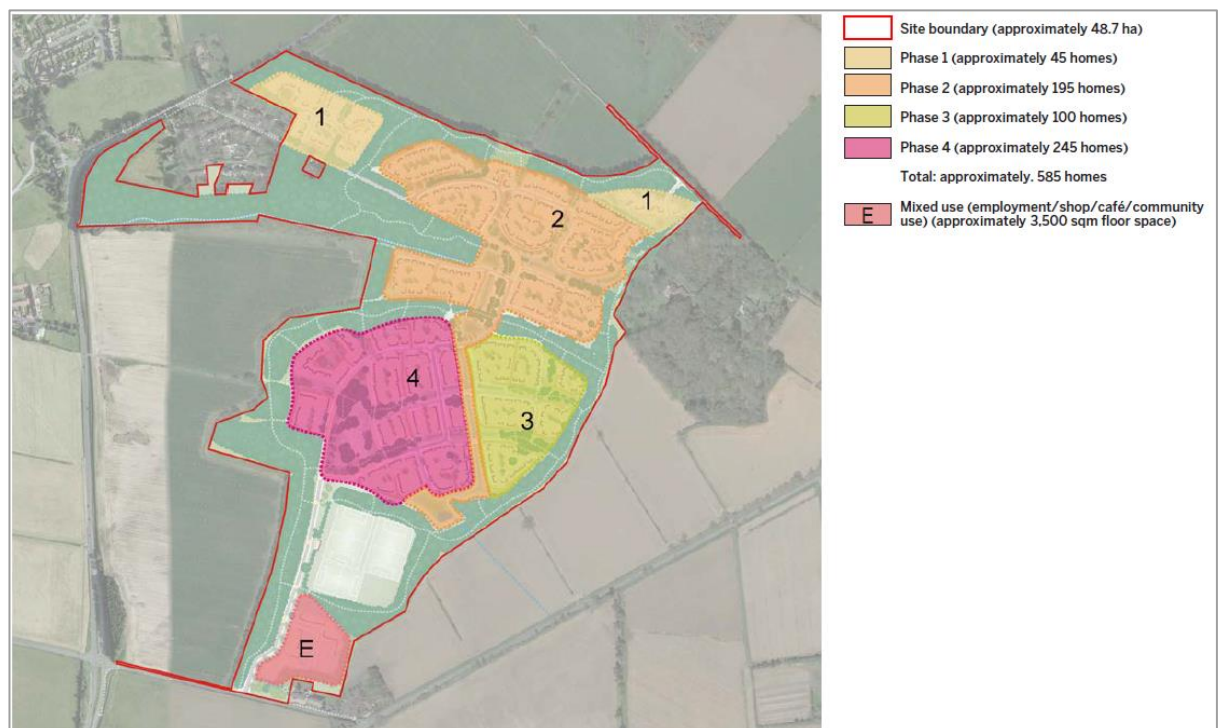 Site boundary (approximately 48.7 ha)
Phase 1 (approximately 45 homes)
Phase 2 (approximately 195 homes)
Phase 3 (approximately 100 homes)
Phase 4 (approximately 245 homes)
Total: approximately. 585 homes
E
Mixed use (employment/shop/café/community
use) (approximately 3,500 sqm floor space)
1
1
2
4
3
E